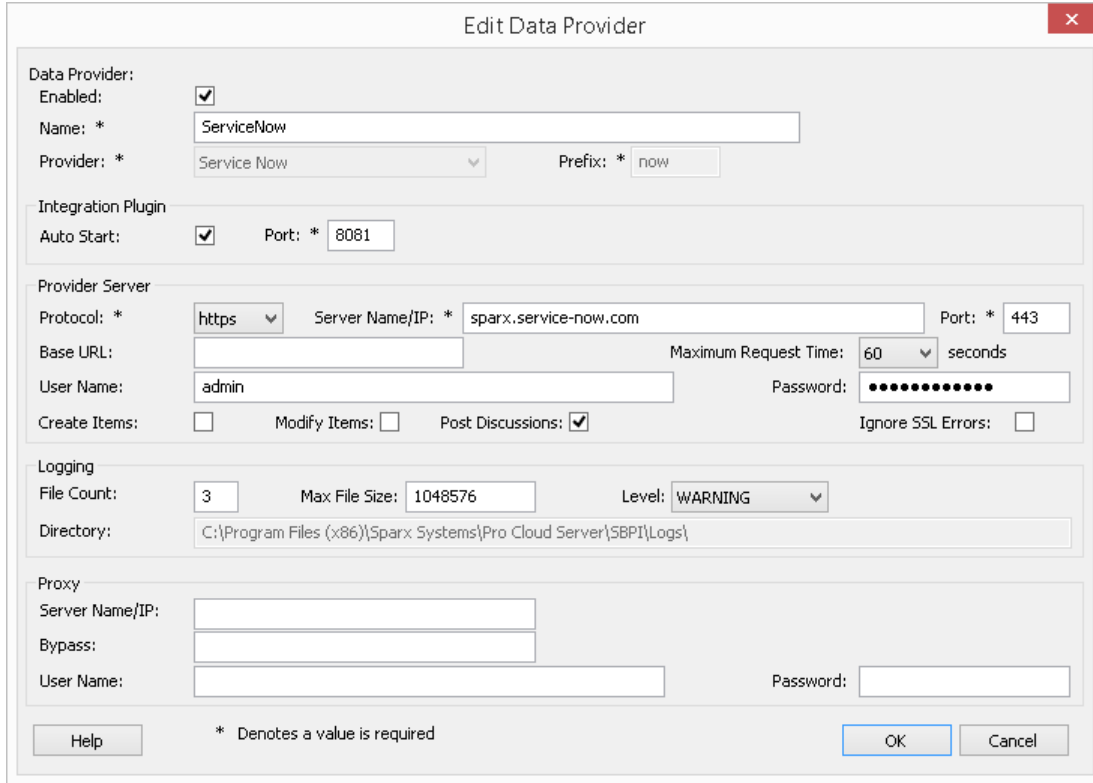 Edit Data Provider
Data Provider:
Enabled:
Name: * ServiceNow
Provider: * Service Now Prefix: * now
Integration Plugin
Auto Start: Port: * 8081
Provider Server
Protocol: * https Server Name/IP: * sparx.service-now.com Port: * 443
Base URL: Maximum Request Time: 60 seconds
User Name: admin Password: ●●●●●●●●●●●●
Create Items: Modify Items: Post Discussions: Ignore SSL Errors:
Logging
File Count: 3 Max File Size: 1048576 Level: WARNING
Directory: C:\Program Files (x86)\Sparx Systems\Pro Cloud Server\SBPI\Logs\
Proxy
Server Name/IP:
Bypass:
User Name: Password:
Help * Denotes a value is required OK Cancel